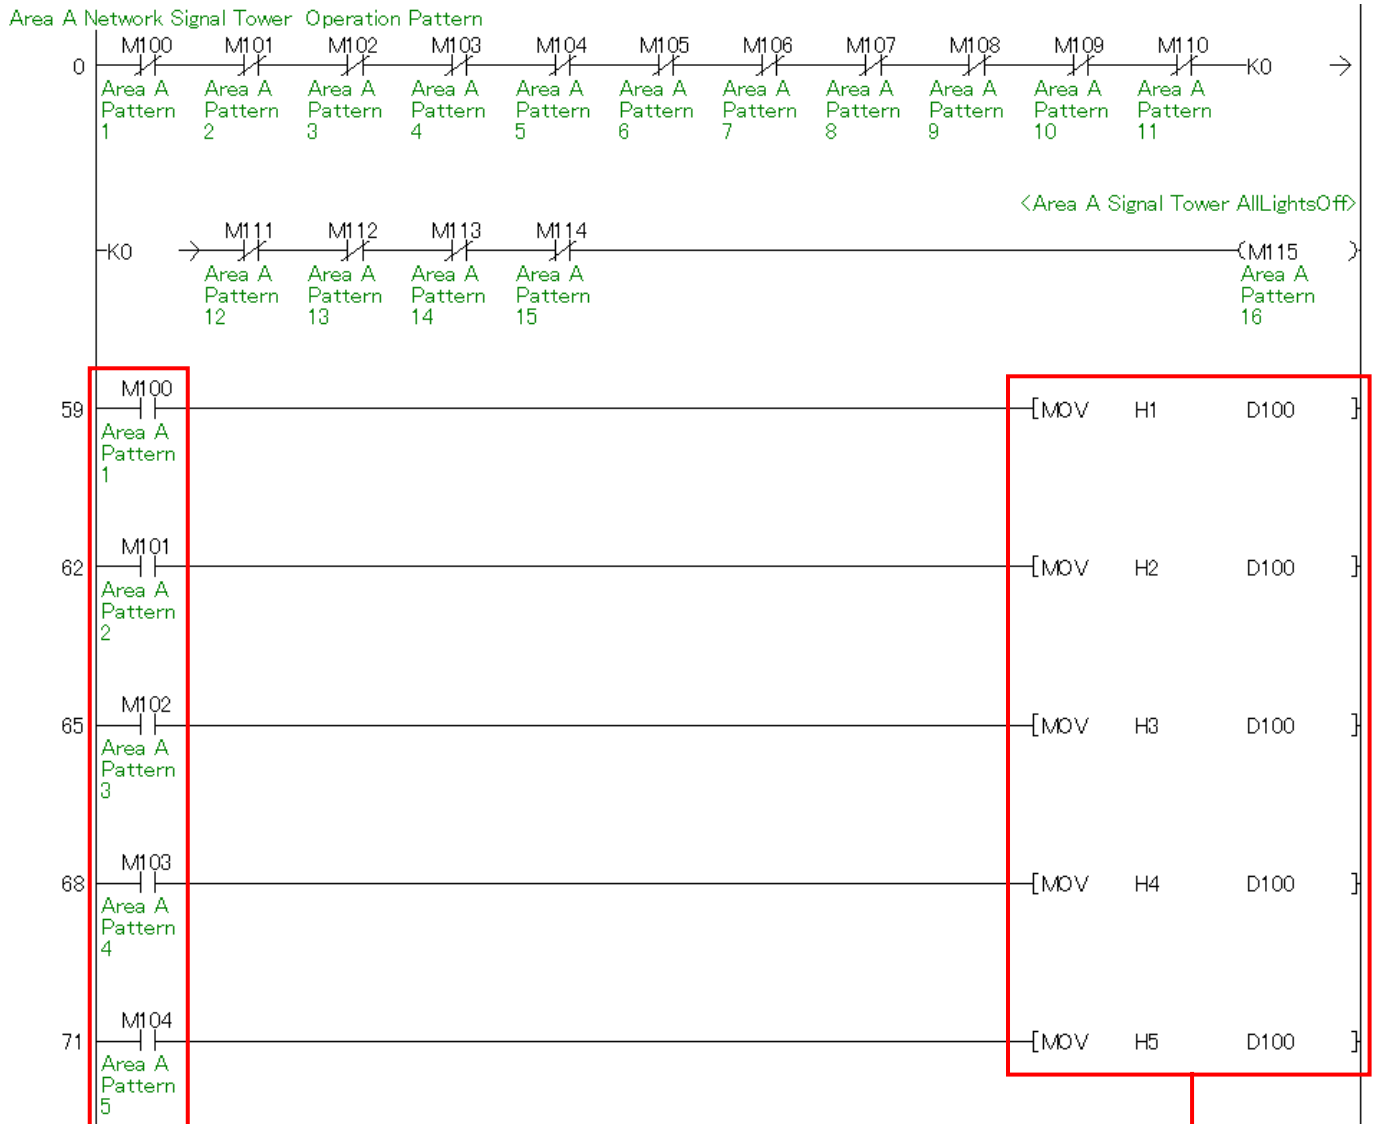 Area A Network Signal Tower Operation Pattern
M100 M101 M102 M103 M104 M105 M106 M107 M108 M109 M110
0 K0
Area A Area A Area A Area A Area A Area A Area A Area A Area A Area A Area A
Pattern Pattern Pattern Pattern Pattern Pattern Pattern Pattern Pattern Pattern Pattern
1 2 3 4 5 6 7 8 9 10 11
<Area A Signal Tower AllLightsOff>
M111 M112 M113 M114
K0 (M115 )
Area A Area A Area A Area A Area A
Pattern Pattern Pattern Pattern Pattern
12 13 14 15 16
M100
59 [MOV H1 D100 ]
Area A
Pattern
1
M101
62 [MOV H2 D100 ]
Area A
Pattern
2
M102
65 [MOV H3 D100 ]
Area A
Pattern
3
M103
68 [MOV H4 D100 ]
Area A
Pattern
4
M104
71 [MOV H5 D100 ]
Area A
Pattern
5